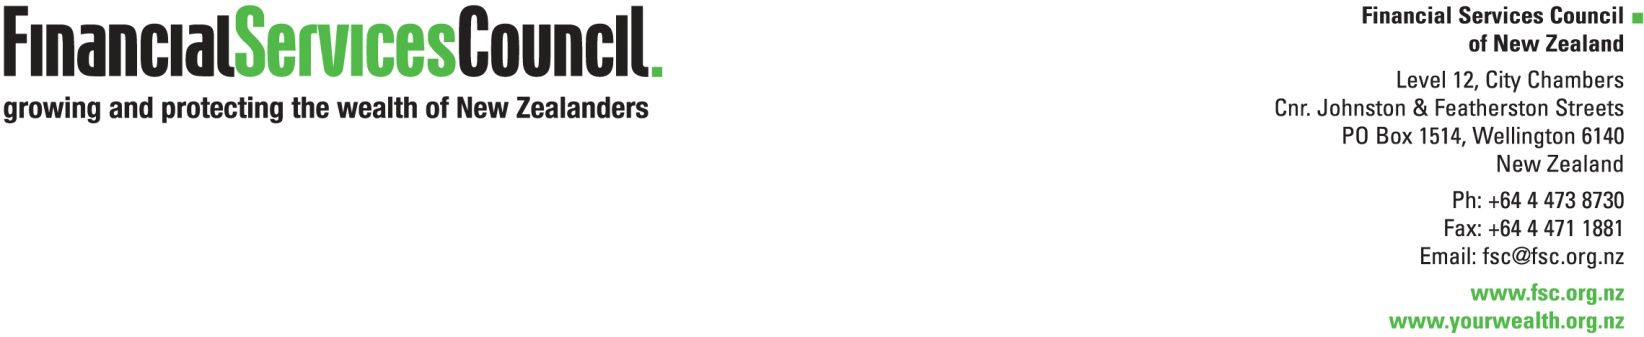 FinancialServicesCouncil.
growing and protecting the wealth of New Zealanders
Financial Services Council
of New Zealand
Level 12, City Chambers
Cnr. Johnston & Featherston Streets
PO Box 1514, Wellington 6140
New Zealand
Ph: +64 4 473 8730
Fax: +64 4 471 1881
Email: fsc@fsc.org.nz
www.fsc.org.nz
www.yourwealth.org.nz